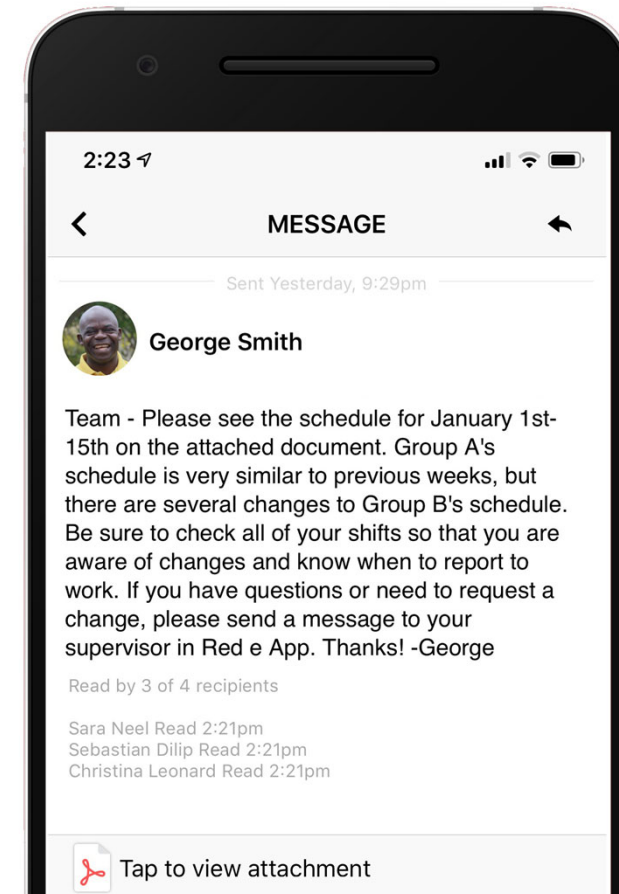 2:23
MESSAGE
Sent Yesterday, 9:29pm
George Smith
Team - Please see the schedule for January 1st-
15th on the attached document. Group A's
schedule is very similar to previous weeks, but
there are several changes to Group B's schedule.
Be sure to check all of your shifts so that you are
aware of changes and know when to report to
work. If you have questions or need to request a
change, please send a message to your
supervisor in Red e App. Thanks! -George
Read by 3 of 4 recipients
Sara Neel Read 2:21pm
Sebastian Dilip Read 2:21pm
Christina Leonard Read 2:21pm
Tap to view attachment